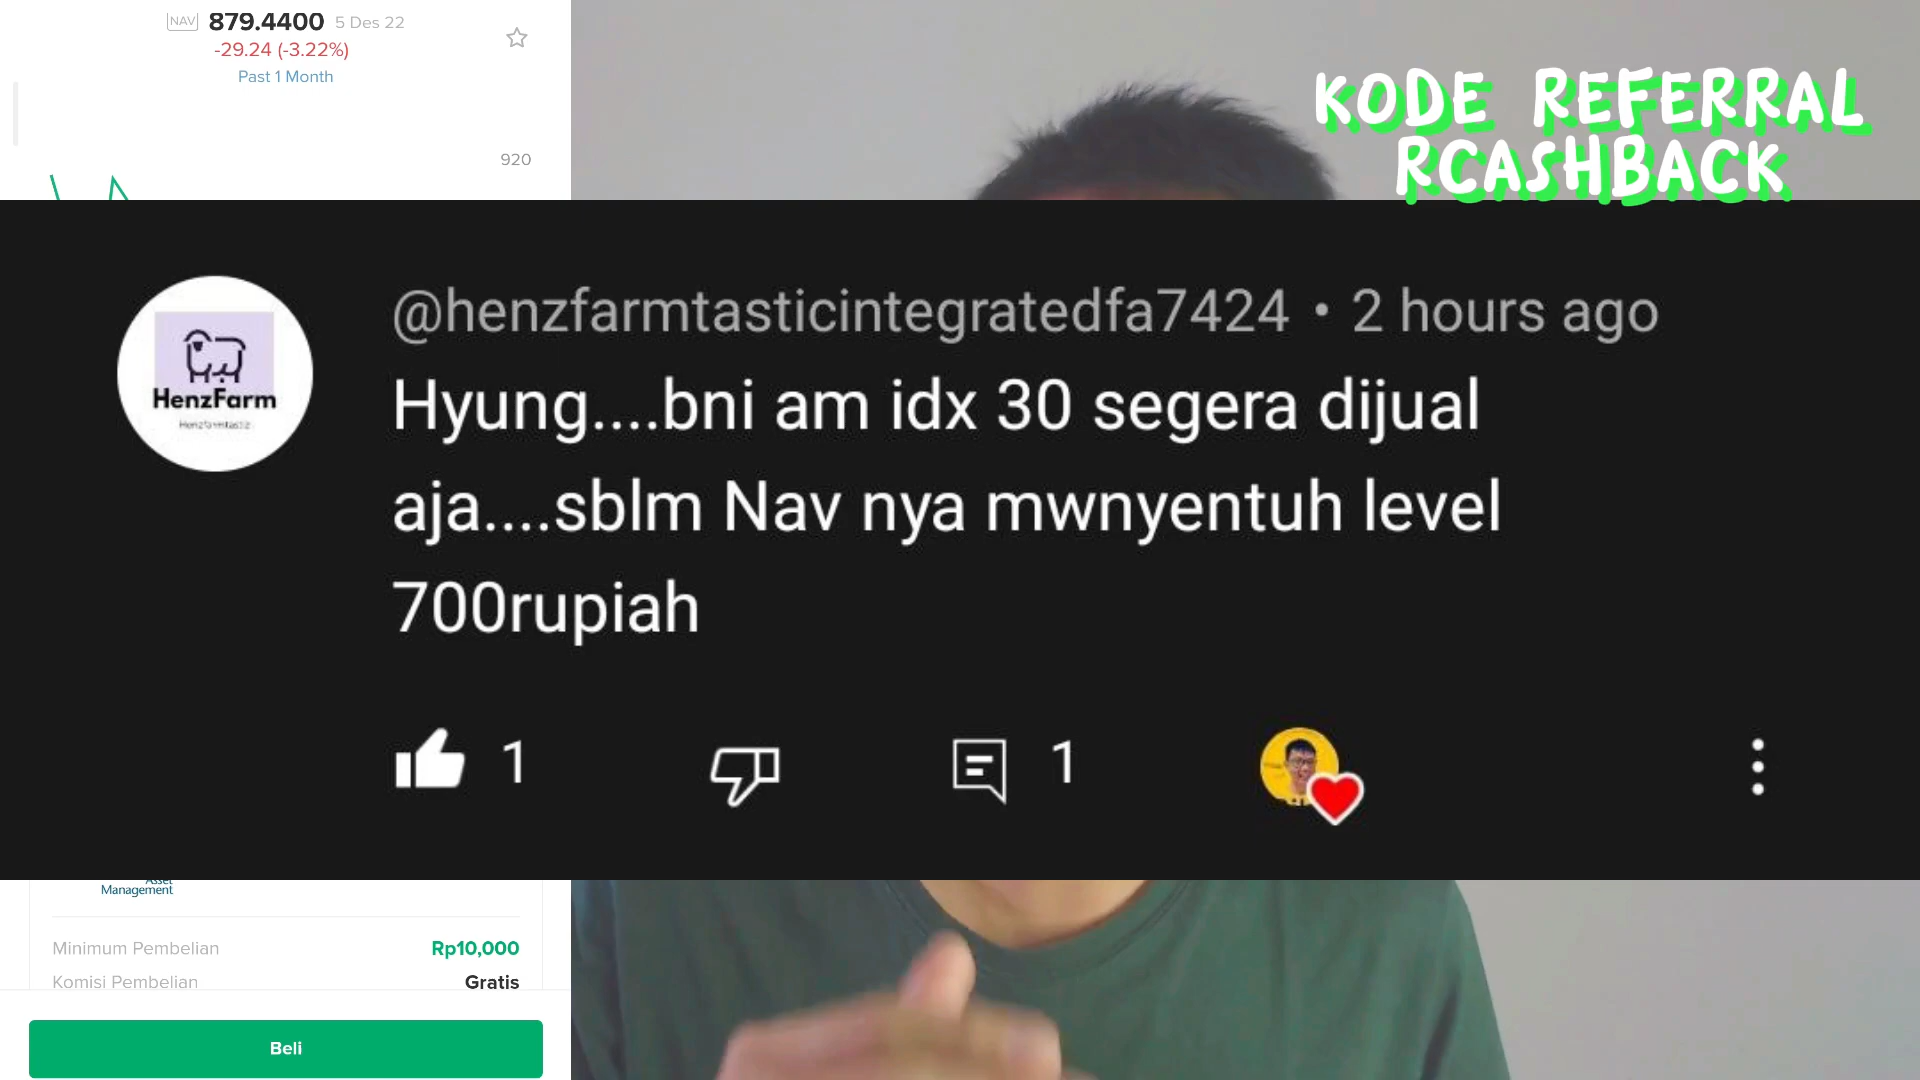 NAV 879.4400 5 Des 22
-29.24 (-3.22%)
Past 1 Month
920
KODE REFERRAL
RCASHBACK
HenzFarm
@henzfarmtasticintegratedfa7424 • 2 hours ago
Hyung....bni am idx 30 segera dijual
aja....sblm Nav nya mwnyentuh level
700rupiah
1
1
Asset
Management
Minimum Pembelian Rp10,000
Komisi Pembelian Gratis
Beli